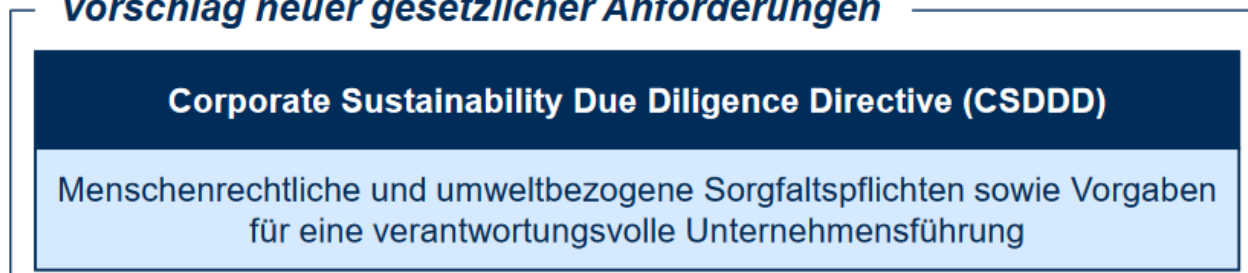 Vorschlag neuer gesetzlicher Anforderungen
Corporate Sustainability Due Diligence Directive (CSDDD)
Menschenrechtliche und umweltbezogene Sorgfaltspflichten sowie Vorgaben
für eine verantwortungsvolle Unternehmensführung